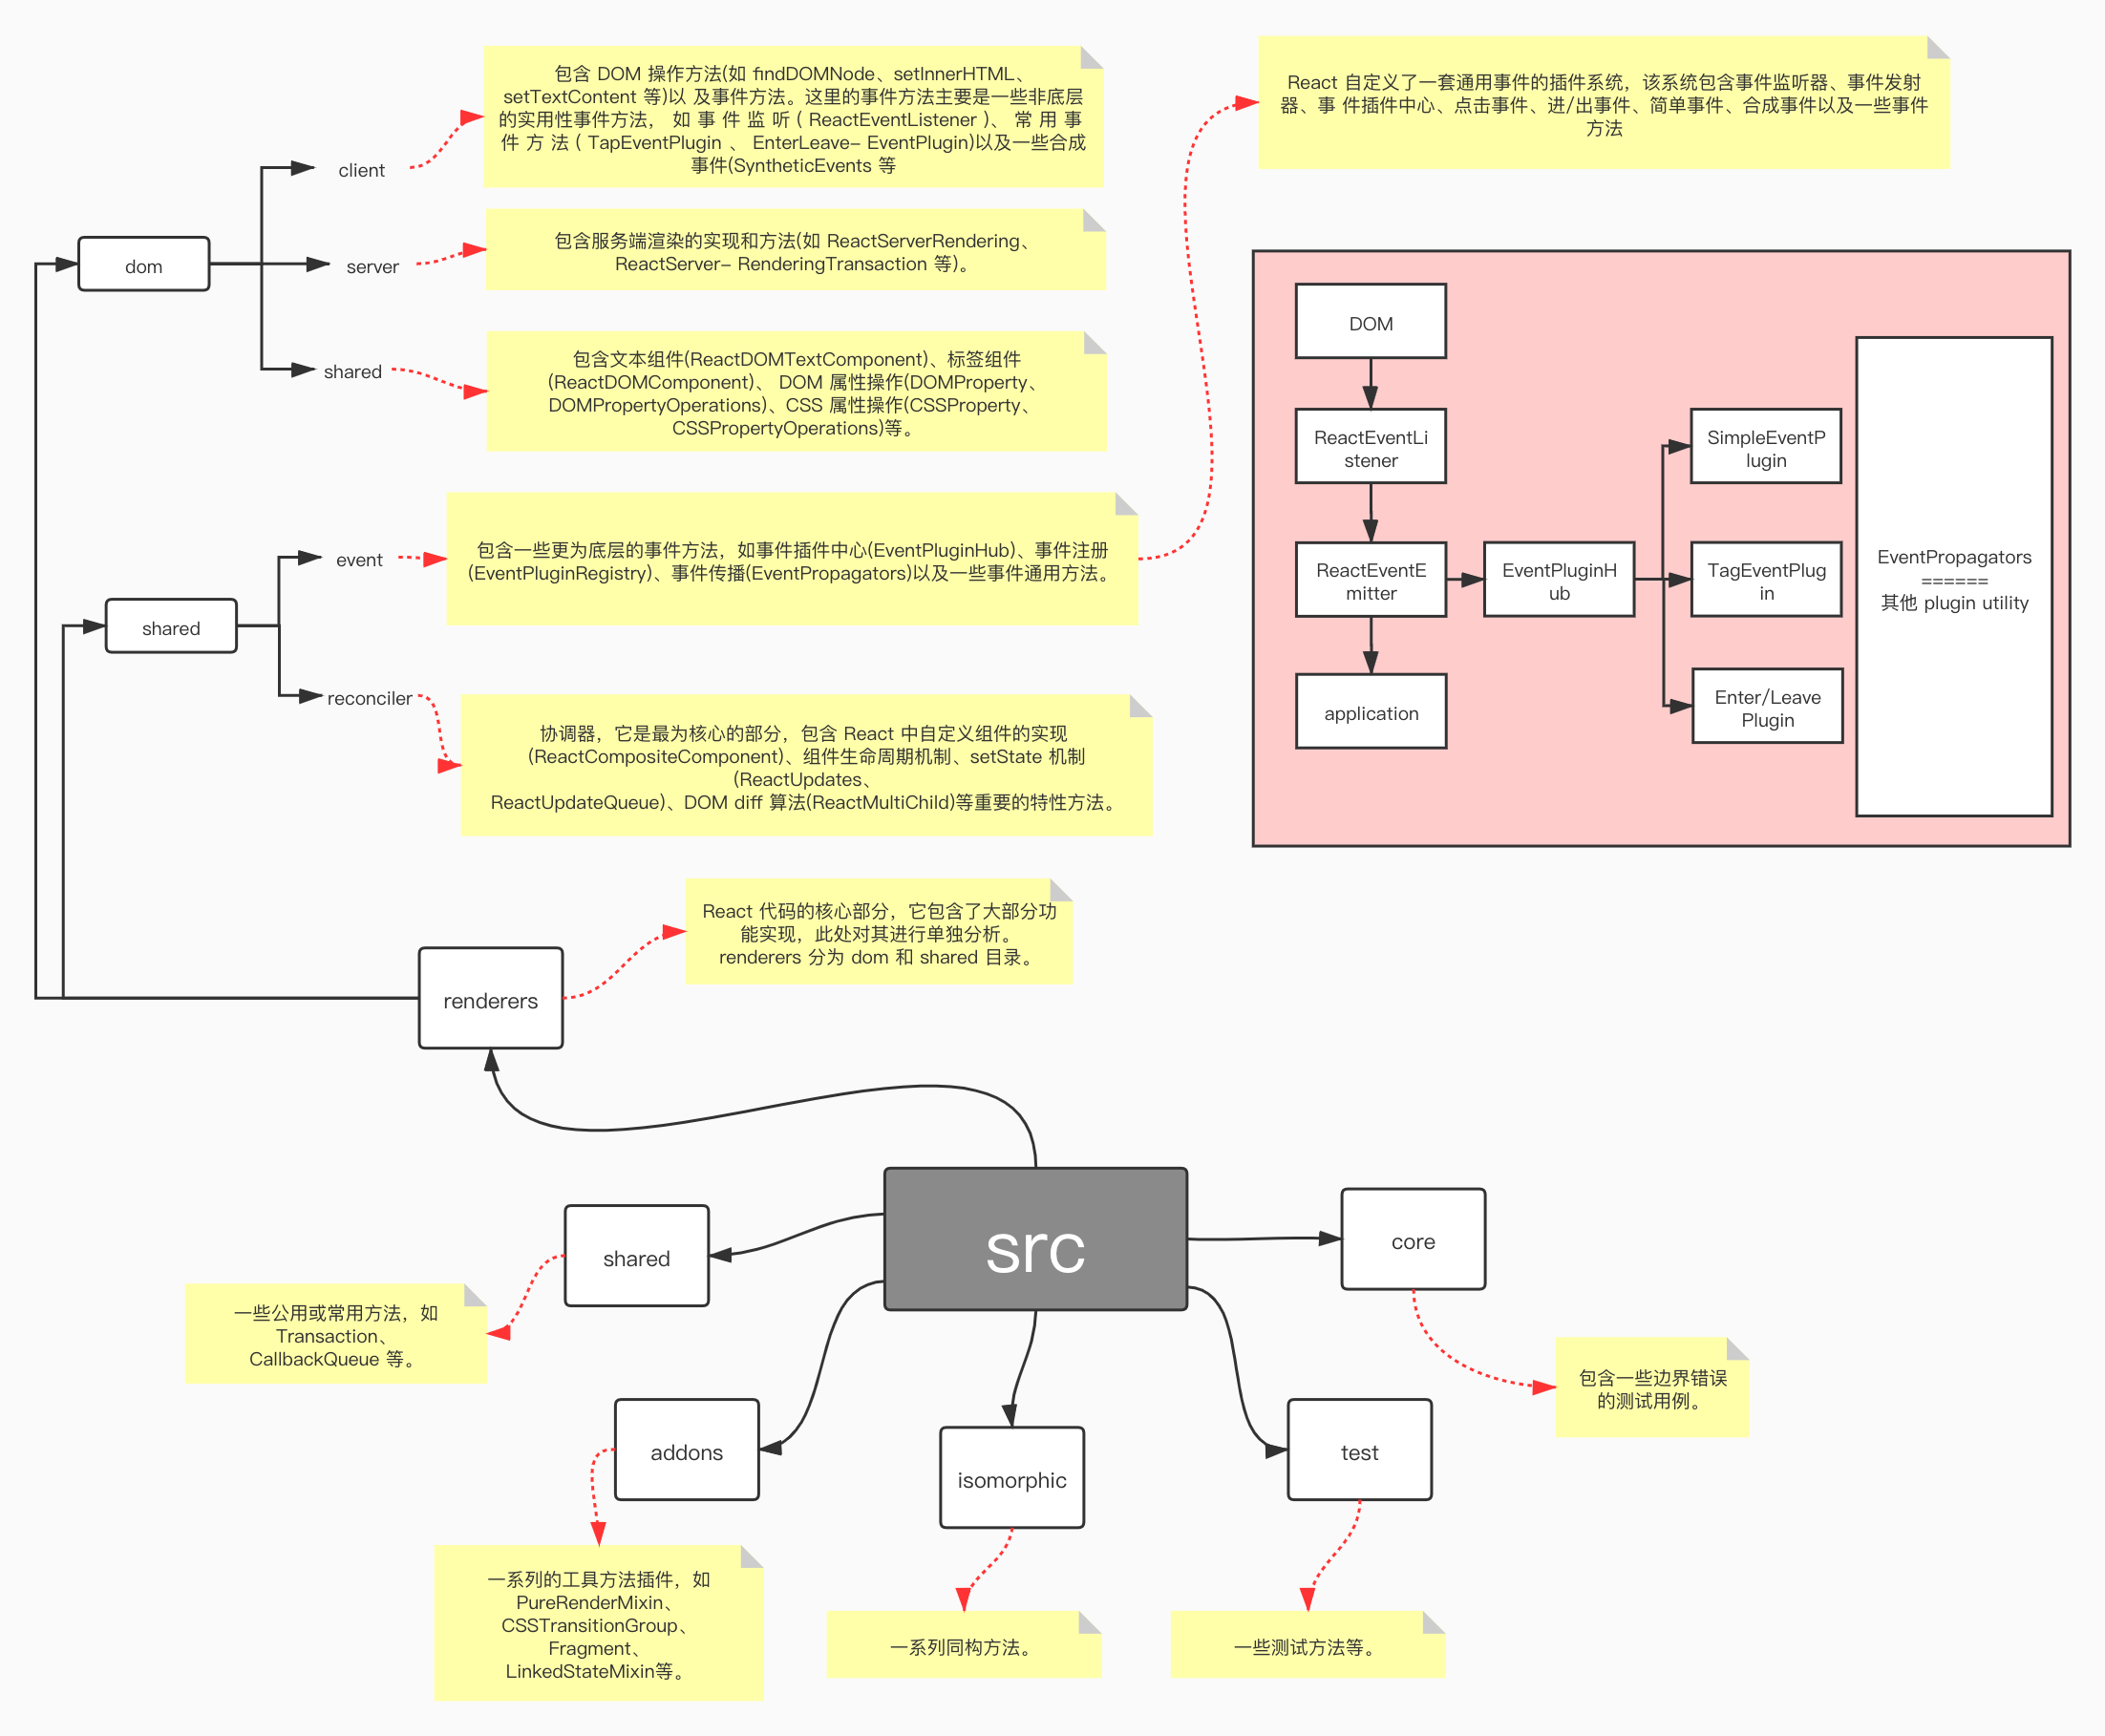 包含 DOM 操作方法(如 findDOMNode、setInnerHTML、
setTextContent 等)以 及事件方法。这里的事件方法主要是一些非底层
的实用性事件方法， 如 事 件 监 听 ( ReactEventListener )、 常 用 事
件 方 法 ( TapEventPlugin 、 EnterLeave- EventPlugin)以及一些合成
事件(SyntheticEvents 等
client
包含服务端渲染的实现和方法(如 ReactServerRendering、
ReactServer- RenderingTransaction 等)。
dom
server
包含文本组件(ReactDOMTextComponent)、标签组件
(ReactDOMComponent)、 DOM 属性操作(DOMProperty、
DOMPropertyOperations)、CSS 属性操作(CSSProperty、
CSSPropertyOperations)等。
shared
React 自定义了一套通用事件的插件系统，该系统包含事件监听器、事件发射
器、事 件插件中心、点击事件、进/出事件、简单事件、合成事件以及一些事件
方法
DOM
ReactEventLi
stener
ReactEventE
mitter
application
EventPluginH
ub
SimpleEventP
lugin
TagEventPlug
in
Enter/Leave
Plugin
EventPropagators
======
其他 plugin utility
event
包含一些更为底层的事件方法，如事件插件中心(EventPluginHub)、事件注册
(EventPluginRegistry)、事件传播(EventPropagators)以及一些事件通用方法。
shared
reconciler
协调器，它是最为核心的部分，包含 React 中自定义组件的实现
(ReactCompositeComponent)、组件生命周期机制、setState 机制
(ReactUpdates、
ReactUpdateQueue)、DOM diff 算法(ReactMultiChild)等重要的特性方法。
React 代码的核心部分，它包含了大部分功
能实现，此处对其进行单独分析。
renderers 分为 dom 和 shared 目录。
renderers
src
shared
core
一些公用或常用方法，如
Transaction、
CallbackQueue 等。
包含一些边界错误
的测试用例。
addons
isomorphic
test
一系列的工具方法插件，如
PureRenderMixin、
CSSTransitionGroup、
Fragment、
LinkedStateMixin等。
一系列同构方法。
一些测试方法等。